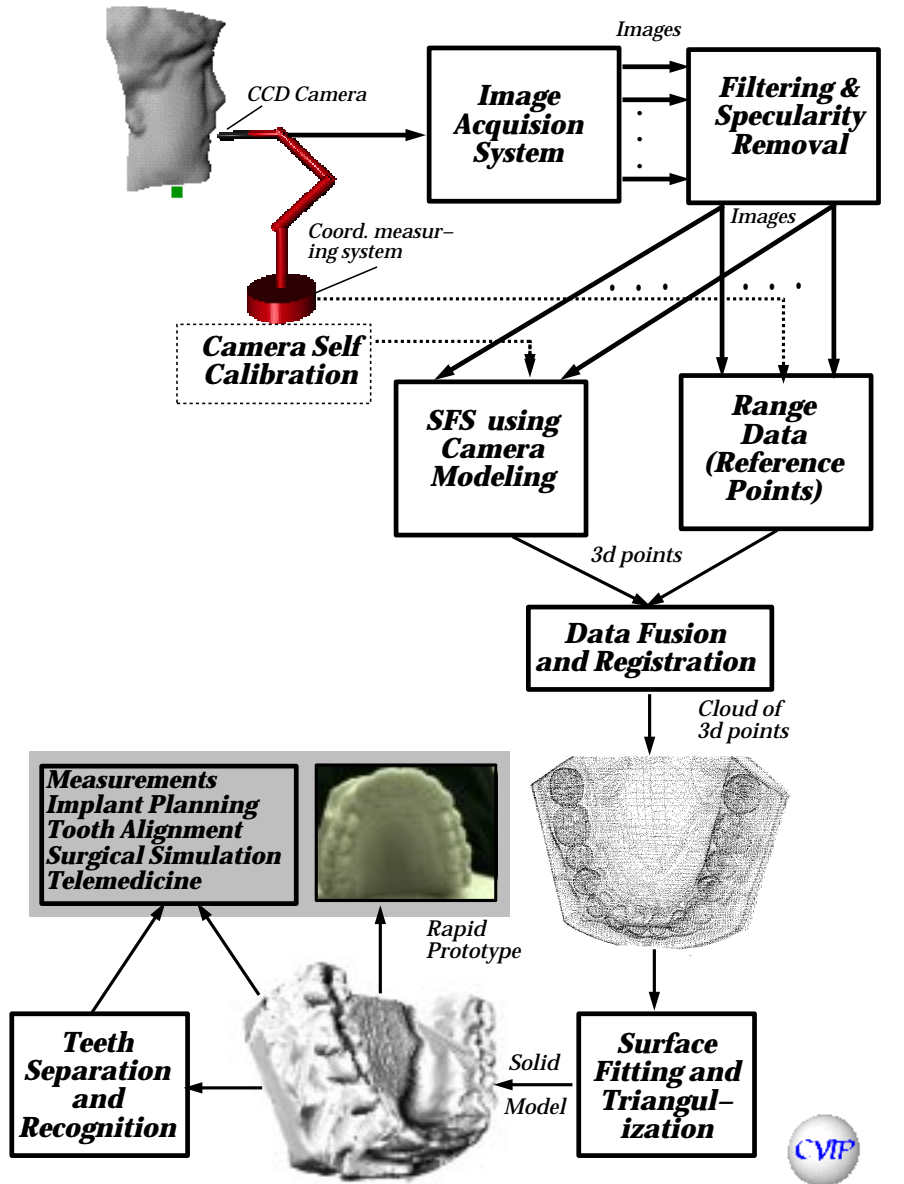 Images
CCD Camera
Image
Acquision
System
Filtering &
Specularity
Removal
Images
Coord. measur–
ing system
Camera Self
Calibration
SFS using
Camera
Modeling
Range
Data
(Reference
Points)
3d points
Data Fusion
and Registration
Cloud of
3d points
Measurements
Implant Planning
Tooth Alignment
Surgical Simulation
Telemedicine
Rapid
Prototype
Teeth
Separation
and
Recognition
Solid
Model
Surface
Fitting and
Triangul–
ization
CVIP